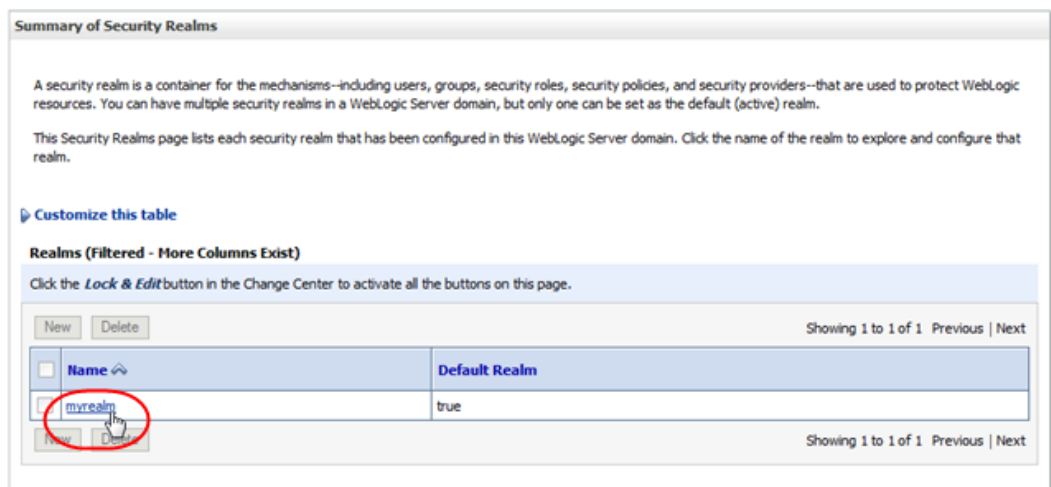 Summary of Security Realms
A security realm is a container for the mechanisms--including users, groups, security roles, security policies, and security providers--that are used to protect WebLogic
resources. You can have multiple security realms in a WebLogic Server domain, but only one can be set as the default (active) realm.
This Security Realms page lists each security realm that has been configured in this WebLogic Server domain. Click the name of the realm to explore and configure that
realm.
Customize this table
Realms (Filtered - More Columns Exist)
Click the Lock & Edit button in the Change Center to activate all the buttons on this page.
New Delete Showing 1 to 1 of 1 Previous | Next
Name Default Realm
myrealm true
New Delete Showing 1 to 1 of 1 Previous | Next